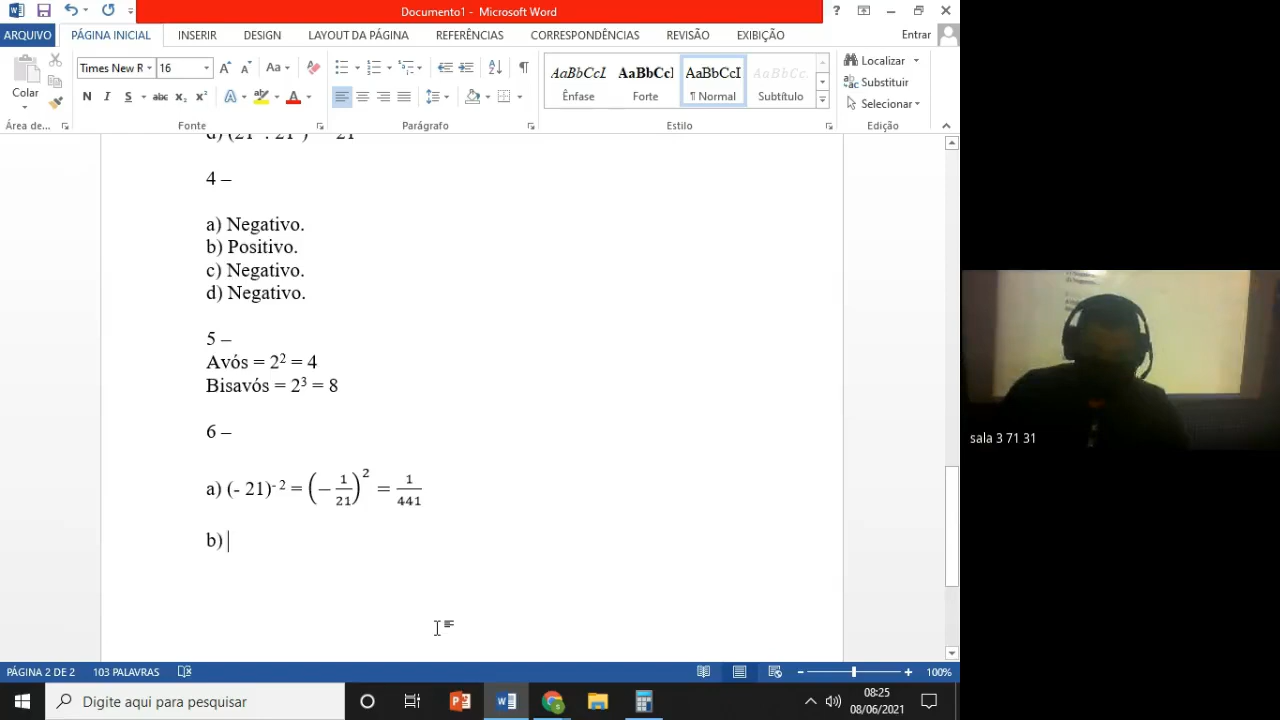 Documento1 - Microsoft Word
ARQUIVO PÁGINA INICIAL INSERIR DESIGN LAYOUT DA PÁGINA REFERÊNCIAS CORRESPONDÊNCIAS REVISÃO EXIBIÇÃO Entrar
Colar
Times New R 16
AaBbCcI AaBbCcI AaBbCcI AaBbCc
Ênfase Forte ¶ Normal Subtítulo
Localizar
Substituir
Selecionar
Área de... Fonte Parágrafo Estilo Edição
4 –
a) Negativo.
b) Positivo.
c) Negativo.
d) Negativo.
5 –
Avós = 2² = 4
Bisavós = 2³ = 8
6 –
a) (- 21)⁻ ² = (− 1/21)² = 1/441
b)
sala 3 71 31
PÁGINA 2 DE 2 103 PALAVRAS 100%
Digite aqui para pesquisar
08:25
08/06/2021